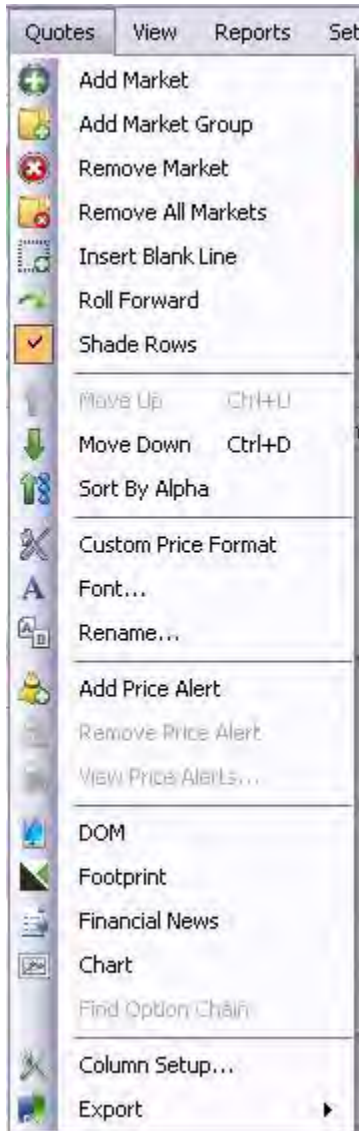 Quotes View Reports Set
Add Market
Add Market Group
Remove Market
Remove All Markets
Insert Blank Line
Roll Forward
Shade Rows
Move Up Ctrl+U
Move Down Ctrl+D
Sort By Alpha
Custom Price Format
Font...
Rename...
Add Price Alert
Remove Price Alert
View Price Alerts...
DOM
Footprint
Financial News
Chart
Find Option Chain
Column Setup...
Export